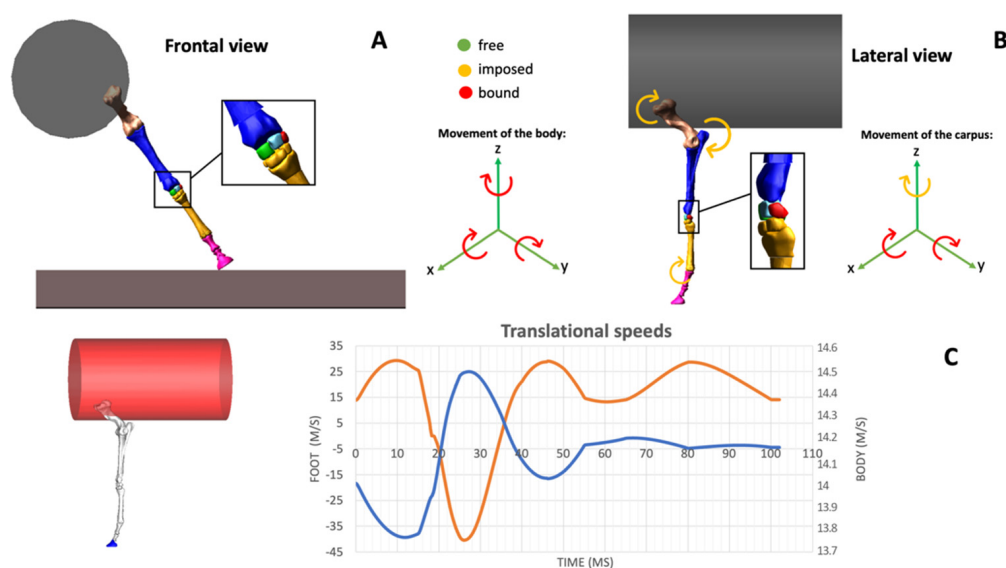 Frontal view
A
free
imposed
bound
Movement of the body:
z
x
y
Lateral view
B
Movement of the carpus:
z
x
y
Translational speeds
C
35
25
15
5
-5
-15
-25
-35
-45
FOOT (M/S)
0 10 20 30 40 50 60 70 80 90 100 110
TIME (MS)
14.6
14.5
14.4
14.3
14.2
14.1
14
13.9
13.8
13.7
BODY (M/S)